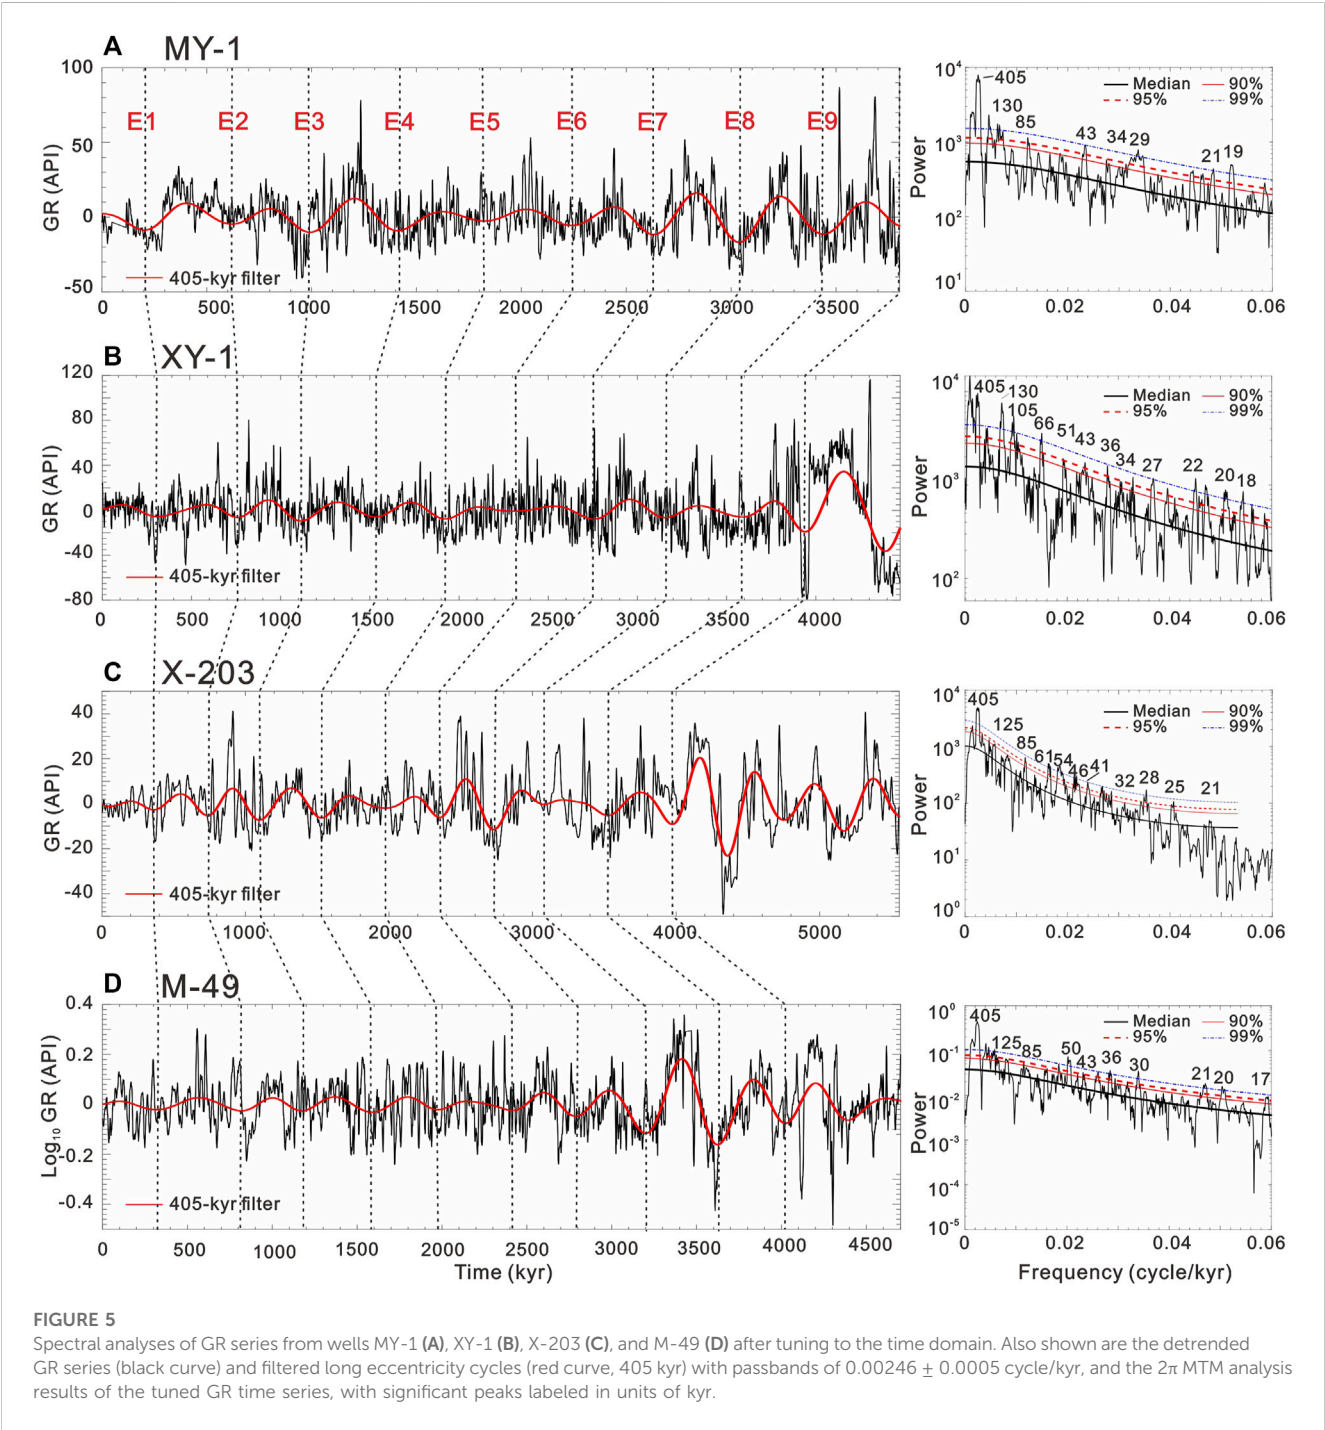 A MY-1
100
50
0
-50
GR (API)
E1 E2 E3 E4 E5 E6 E7 E8 E9
405-kyr filter
0 500 1000 1500 2000 2500 3000 3500
10⁴
10³
10²
10¹
Power
405
130
85
43
34
29
21
19
Median 90%
95% 99%
0 0.02 0.04 0.06
B XY-1
120
80
40
0
-40
-80
GR (API)
405-kyr filter
0 500 1000 1500 2000 2500 3000 3500 4000
10⁴
10³
10²
Power
405
130
105
66
51
43
36
34
27
22
20
18
Median 90%
95% 99%
0 0.02 0.04 0.06
C X-203
40
20
0
-20
-40
GR (API)
405-kyr filter
0 1000 2000 3000 4000 5000
10⁴
10³
10²
10¹
10⁰
Power
405
125
85
61
54
46
41
32
28
25
21
Median 90%
95% 99%
0 0.02 0.04 0.06
D M-49
0.4
0.2
0
-0.2
-0.4
Log₁₀ GR (API)
405-kyr filter
0 500 1000 1500 2000 2500 3000 3500 4000 4500
Time (kyr)
10⁰
10⁻¹
10⁻²
10⁻³
10⁻⁴
10⁻⁵
Power
405
125
85
50
43
36
30
21
20
17
Median 90%
95% 99%
0 0.02 0.04 0.06
Frequency (cycle/kyr)
FIGURE 5
Spectral analyses of GR series from wells MY-1 (A), XY-1 (B), X-203 (C), and M-49 (D) after tuning to the time domain. Also shown are the detrended
GR series (black curve) and filtered long eccentricity cycles (red curve, 405 kyr) with passbands of 0.00246 ± 0.0005 cycle/kyr, and the 2π MTM analysis
results of the tuned GR time series, with significant peaks labeled in units of kyr.